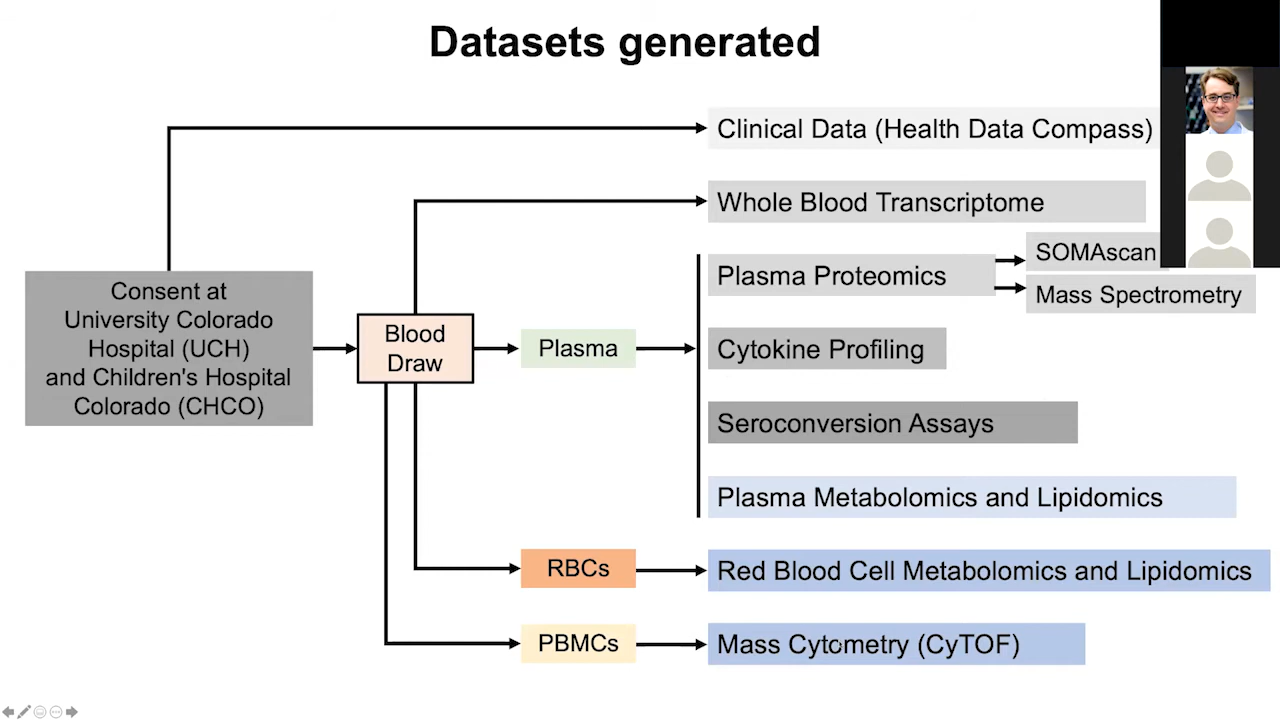 Datasets generated
Clinical Data (Health Data Compass)
Whole Blood Transcriptome
Plasma Proteomics
SOMAscan
Mass Spectrometry
Consent at
University Colorado
Hospital (UCH)
and Children's Hospital
Colorado (CHCO)
Blood
Draw
Plasma
Cytokine Profiling
Seroconversion Assays
Plasma Metabolomics and Lipidomics
RBCs
Red Blood Cell Metabolomics and Lipidomics
PBMCs
Mass Cytometry (CyTOF)